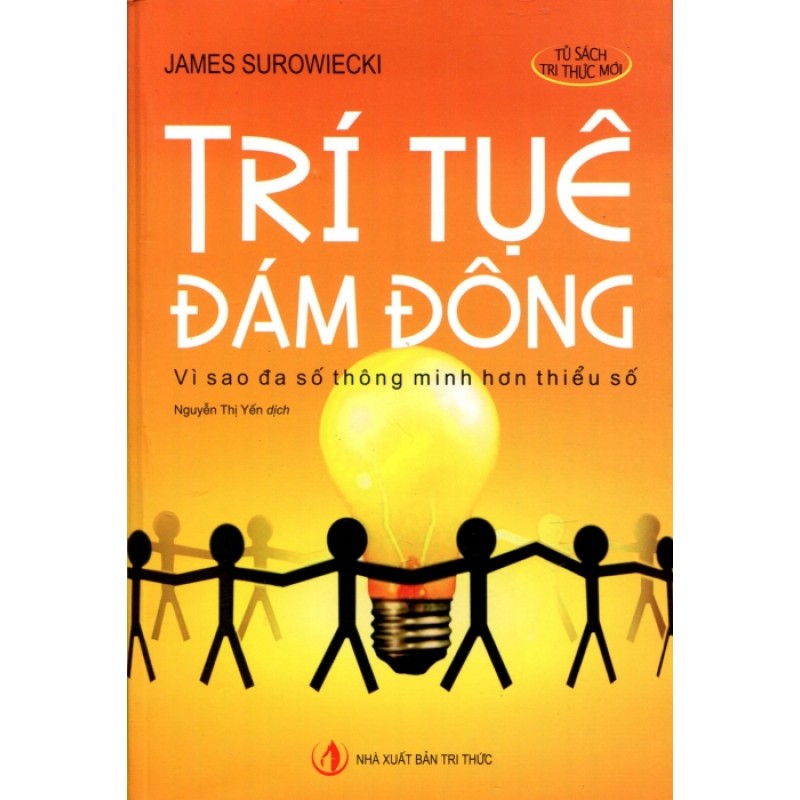 JAMES SUROWIECKI
TỦ SÁCH
TRI THỨC MỚI
TRÍ TUỆ
ĐÁM ĐÔNG
Vì sao đa số thông minh hơn thiểu số
Nguyễn Thị Yến dịch
NHÀ XUẤT BẢN TRI THỨC